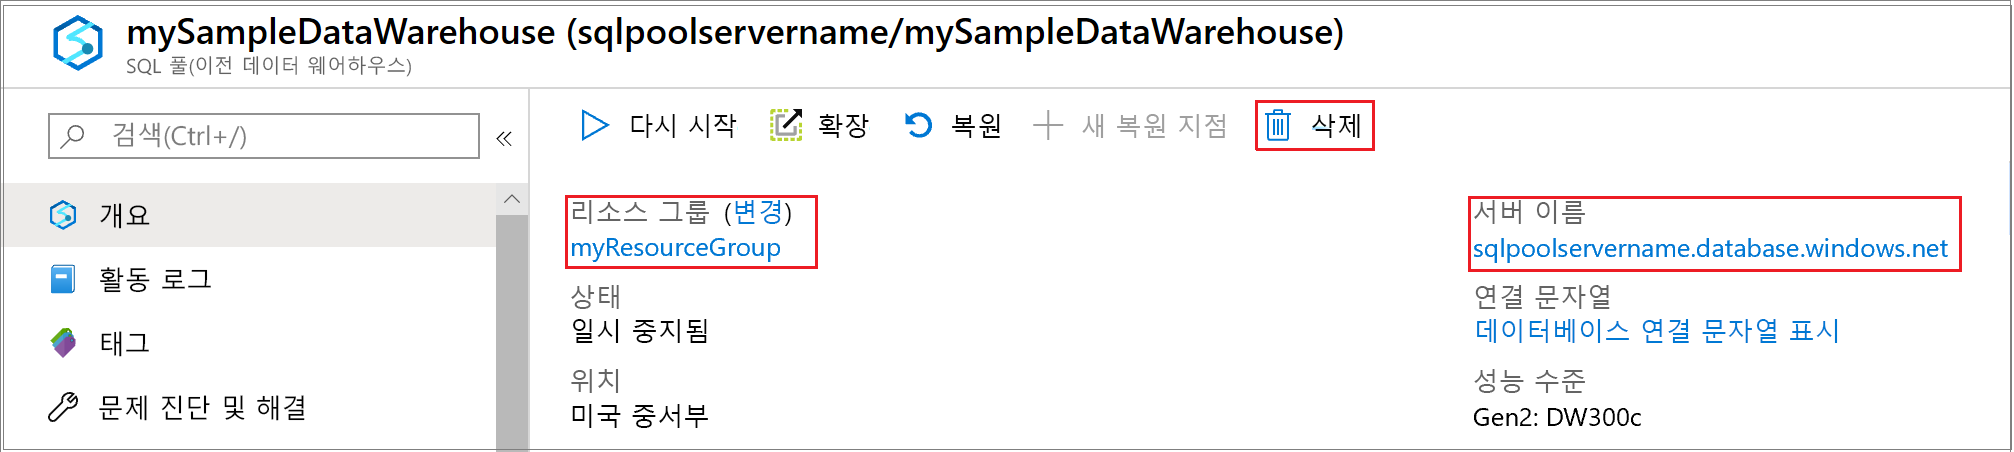 mySampleDataWarehouse (sqlpoolservername/mySampleDataWarehouse)
SQL 풀(이전 데이터 웨어하우스)
검색(Ctrl+/)
«
다시 시작
확장
복원
새 복원 지점
삭제
개요
활동 로그
태그
문제 진단 및 해결
리소스 그룹 (변경)
myResourceGroup
상태
일시 중지됨
위치
미국 중서부
서버 이름
sqlpoolservername.database.windows.net
연결 문자열
데이터베이스 연결 문자열 표시
성능 수준
Gen2: DW300c